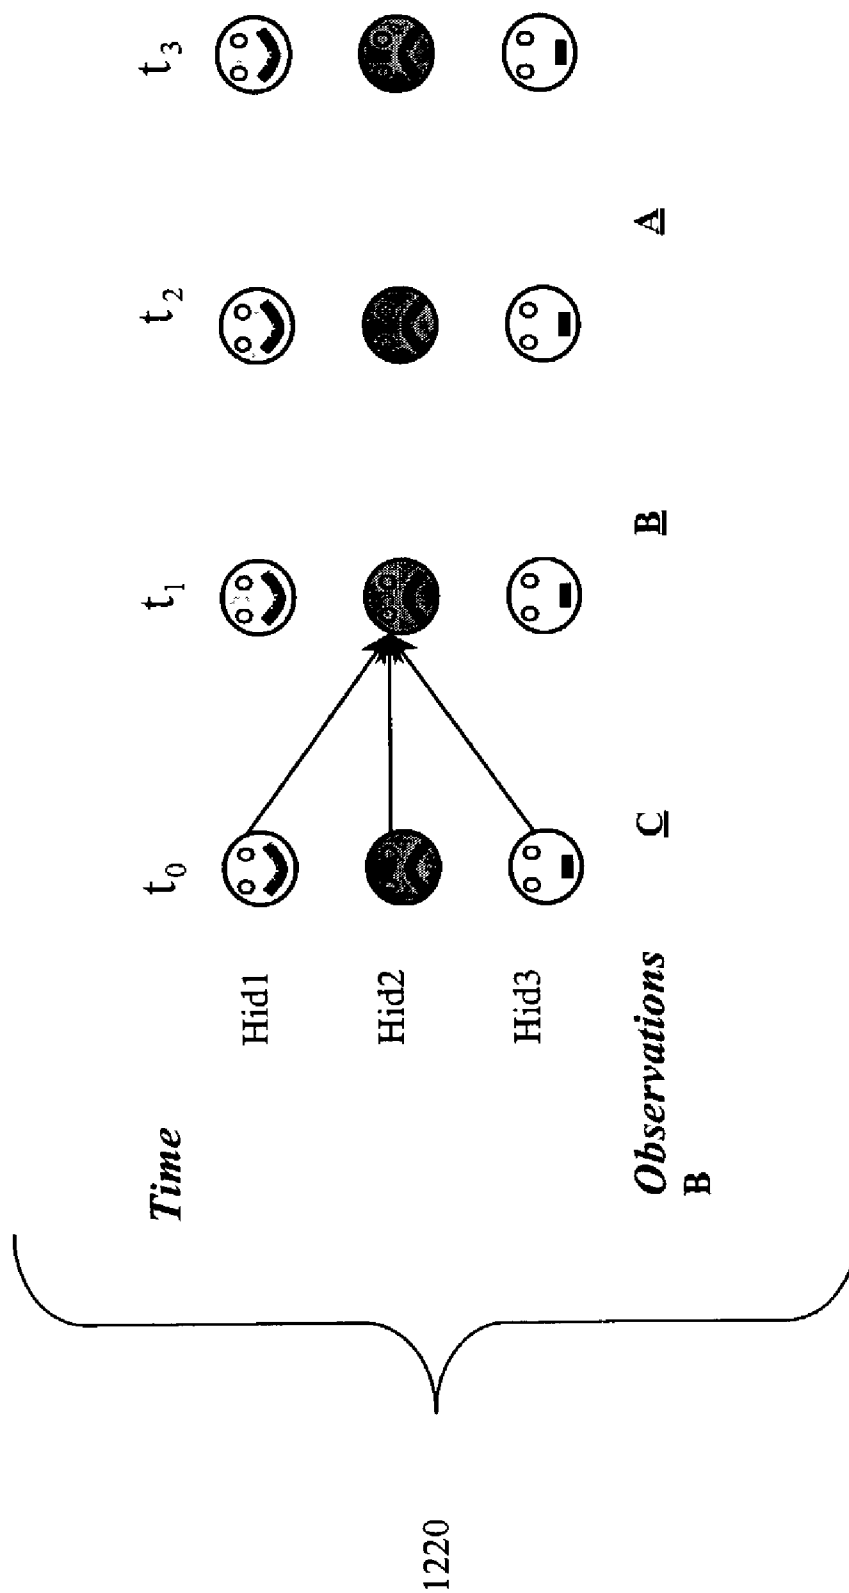 Time t₀ t₁ t₂ t₃
Hid1
Hid2
Hid3
Observations C B A
B
1220